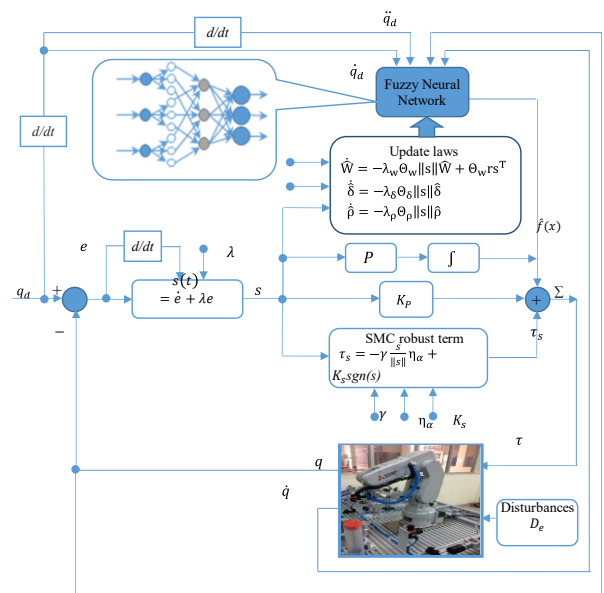 d/dt
q̈_d
q̇_d
Fuzzy Neural
Network
d/dt
Update laws
Ẇ̂ = −λ_wΘ_w‖s‖Ŵ + Θ_wrs^T
δ̇̂ = −λ_δΘ_δ‖s‖δ̂
ρ̇̂ = −λ_ρΘ_ρ‖s‖ρ̂
f̂(x)
e
d/dt
λ
P
∫
q_d
+
s(t)
= ė + λe
s
K_P
+
Σ
−
SMC robust term
τ_s = −γ s/‖s‖ η_α +
K_s sgn(s)
τ_s
γ
η_α
K_s
τ
q
q̇
Disturbances
D_e